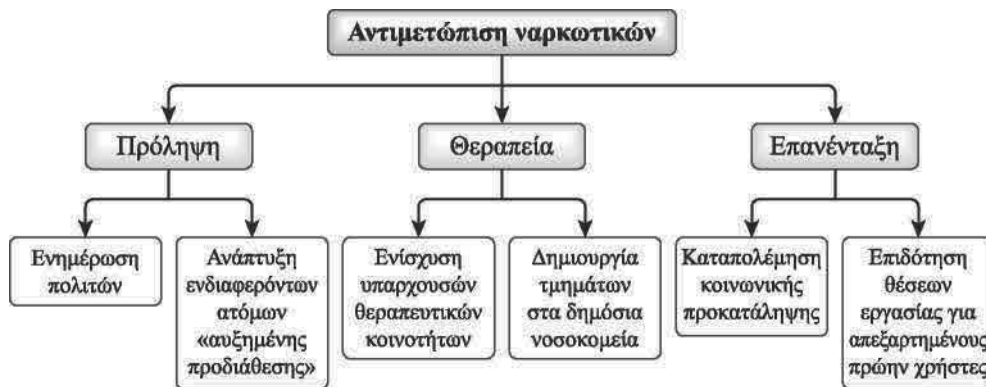 Αντιμετώπιση ναρκωτικών
Πρόληψη
Θεραπεία
Επανένταξη
Ενημέρωση
πολιτών
Ανάπτυξη
ενδιαφερόντων
ατόμων
«αυξημένης
προδιάθεσης»
Ενίσχυση
υπαρχουσών
θεραπευτικών
κοινοτήτων
Δημιουργία
τμημάτων
στα δημόσια
νοσοκομεία
Καταπολέμηση
κοινωνικής
προκατάληψης
Επιδότηση
θέσεων
εργασίας για
απεξαρτημένους
πρώην χρήστες